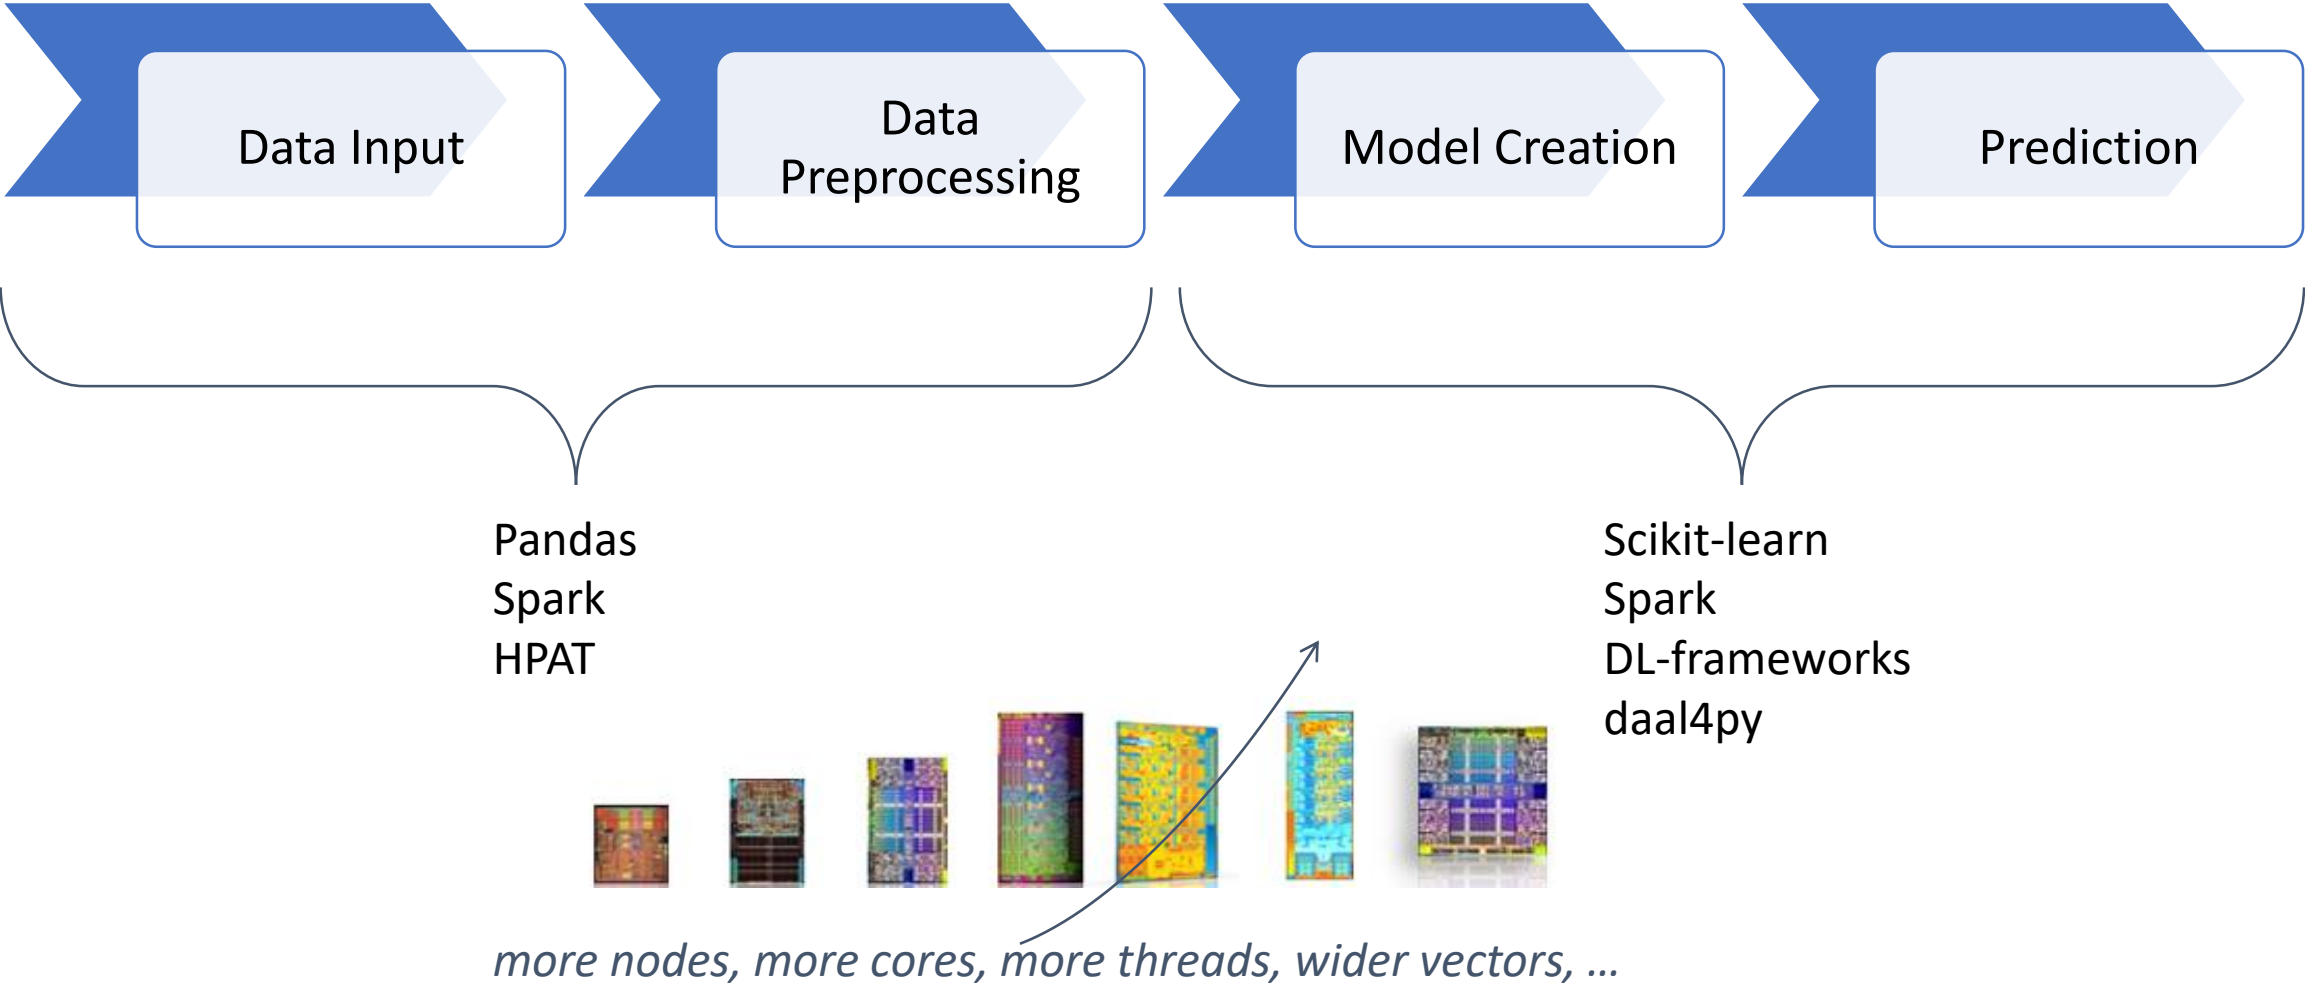 Data Input
Data
Preprocessing
Model Creation
Prediction
Pandas
Spark
HPAT
Scikit-learn
Spark
DL-frameworks
daal4py
more nodes, more cores, more threads, wider vectors, …